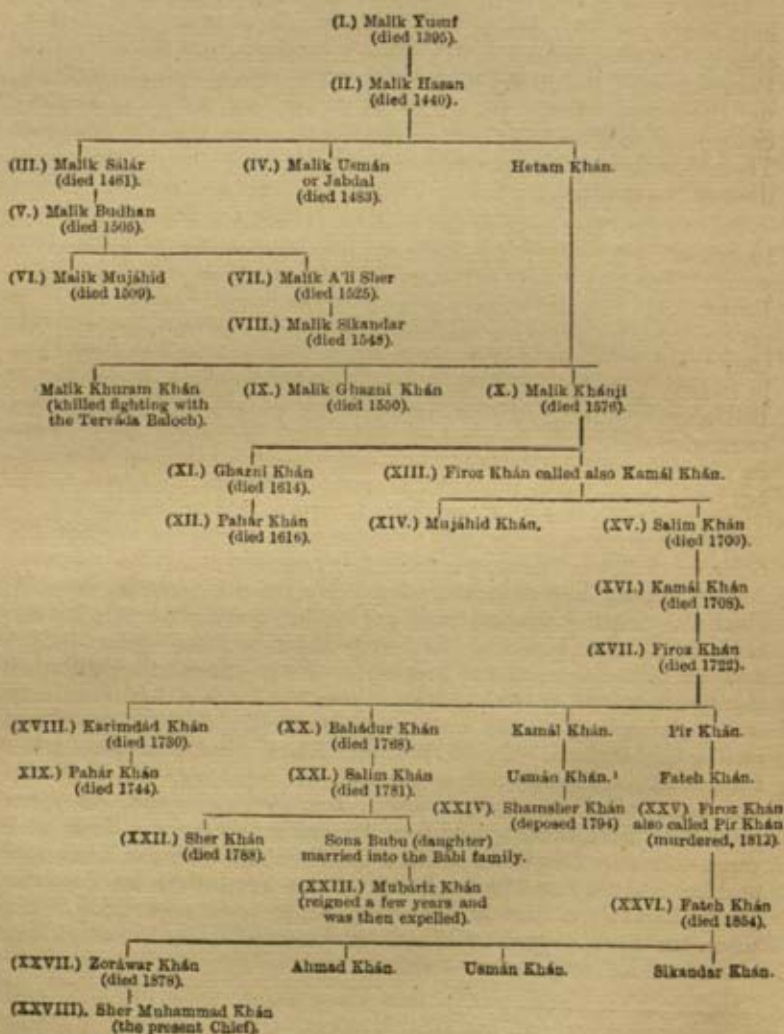 (I.) Malik Yusuf
(died 1395).
(II.) Malik Hasan
(died 1440).
(III.) Malik Sálár
(died 1461).
(IV.) Malik Usmán
or Jabdal
(died 1483).
Hetam Khán.
(V.) Malik Budhan
(died 1505).
(VI.) Malik Mujáhid
(died 1509).
(VII.) Malik A'li Sher
(died 1525).
(VIII.) Malik Sikandar
(died 1548).
Malik Khuram Khán
(khilled fighting with
the Terváda Baloch).
(IX.) Malik Ghazni Khán
(died 1550).
(X.) Malik Khánji
(died 1576).
(XI.) Ghazni Khán
(died 1614).
(XIII.) Firoz Khán called also Kamál Khán.
(XII.) Pahár Khán
(died 1616).
(XIV.) Mujáhid Khán,
(XV.) Salim Khán
(died 1700).
(XVI.) Kamál Khán
(died 1708).
(XVII.) Firoz Khán
(died 1722).
(XVIII.) Karimdád Khán
(died 1730).
(XX.) Bahádur Khán
(died 1768).
Kamál Khán.
Pír Khán.
XIX.) Pahár Khán
(died 1744).
(XXI.) Salim Khán
(died 1781).
Usmán Khán.¹
Fateh Khán.
(XXIV). Shamsher Khán
(deposed 1794)
(XXV). Firoz Khán
also called Pír Khán
(murdered, 1812).
(XXII.) Sher Khán
(died 1788).
Sona Bubu (daughter)
married into the Bábi family.
(XXIII.) Mubáriz Khán
(reigned a few years and
was then expelled).
(XXVI.) Fateh Khán
(died 1854).
(XXVII.) Zoráwar Khán
(died 1878).
Ahmad Khán.
Usmán Khán.
Sikandar Khán.
(XXVIII). Sher Muhammad Khán
(the present Chief).